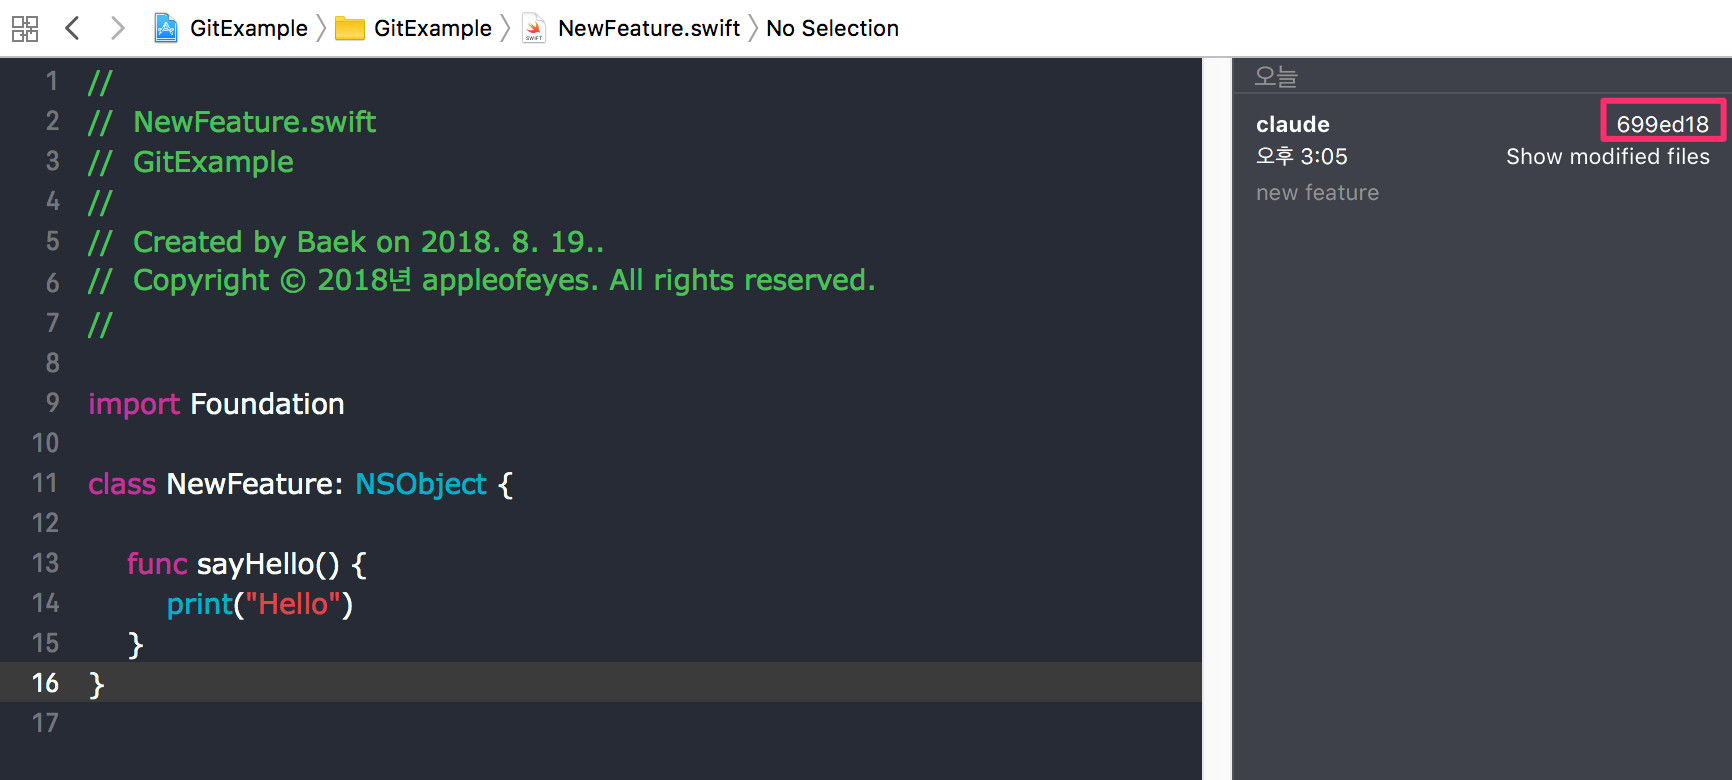 GitExample GitExample NewFeature.swift No Selection
1 //
2 // NewFeature.swift
3 // GitExample
4 //
5 // Created by Baek on 2018. 8. 19..
6 // Copyright © 2018년 appleofeyes. All rights reserved.
7 //
8
9 import Foundation
10
11 class NewFeature: NSObject {
12
13 func sayHello() {
14 print("Hello")
15 }
16 }
17
오늘
claude 699ed18
오후 3:05 Show modified files
new feature